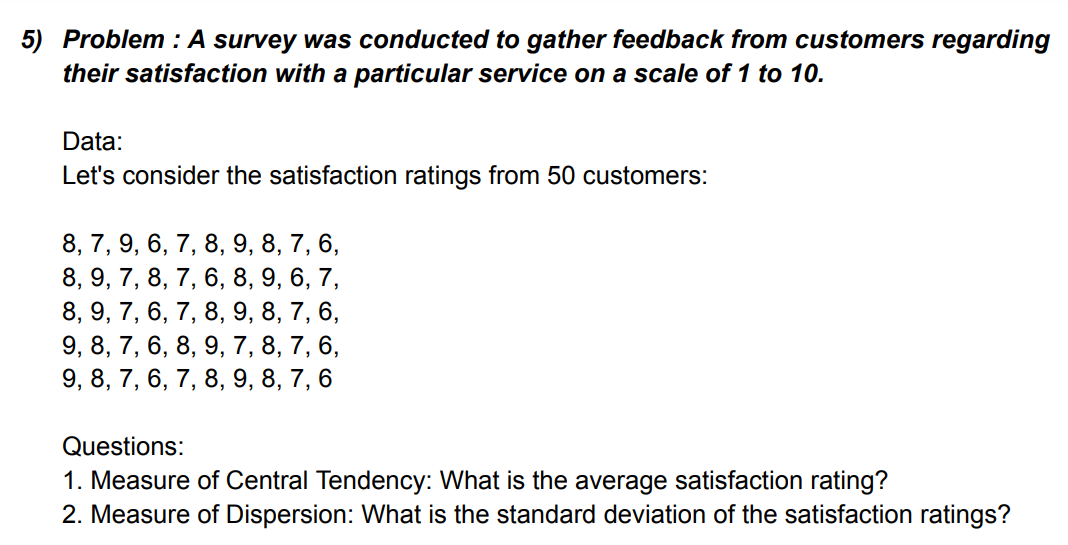 5) Problem : A survey was conducted to gather feedback from customers regarding
their satisfaction with a particular service on a scale of 1 to 10.
Data:
Let's consider the satisfaction ratings from 50 customers:
8, 7, 9, 6, 7, 8, 9, 8, 7, 6,
8, 9, 7, 8, 7, 6, 8, 9, 6, 7,
8, 9, 7, 6, 7, 8, 9, 8, 7, 6,
9, 8, 7, 6, 8, 9, 7, 8, 7, 6,
9, 8, 7, 6, 7, 8, 9, 8, 7, 6
Questions:
1. Measure of Central Tendency: What is the average satisfaction rating?
2. Measure of Dispersion: What is the standard deviation of the satisfaction ratings?